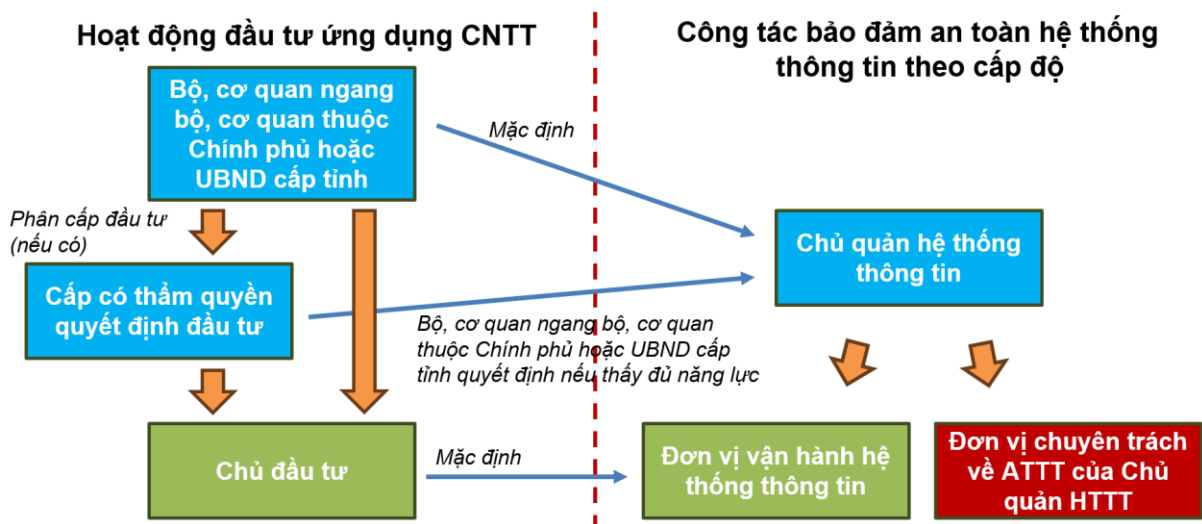 Hoạt động đầu tư ứng dụng CNTT
Công tác bảo đảm an toàn hệ thống
thông tin theo cấp độ
Bộ, cơ quan ngang
bộ, cơ quan thuộc
Chính phủ hoặc
UBND cấp tỉnh
Mặc định
Phân cấp đầu tư
(nếu có)
Chủ quản hệ thống
thông tin
Cấp có thẩm quyền
quyết định đầu tư
Bộ, cơ quan ngang bộ, cơ quan
thuộc Chính phủ hoặc UBND cấp
tỉnh quyết định nếu thấy đủ năng lực
Chủ đầu tư
Mặc định
Đơn vị vận hành hệ
thống thông tin
Đơn vị chuyên trách
về ATTT của Chủ
quản HTTT